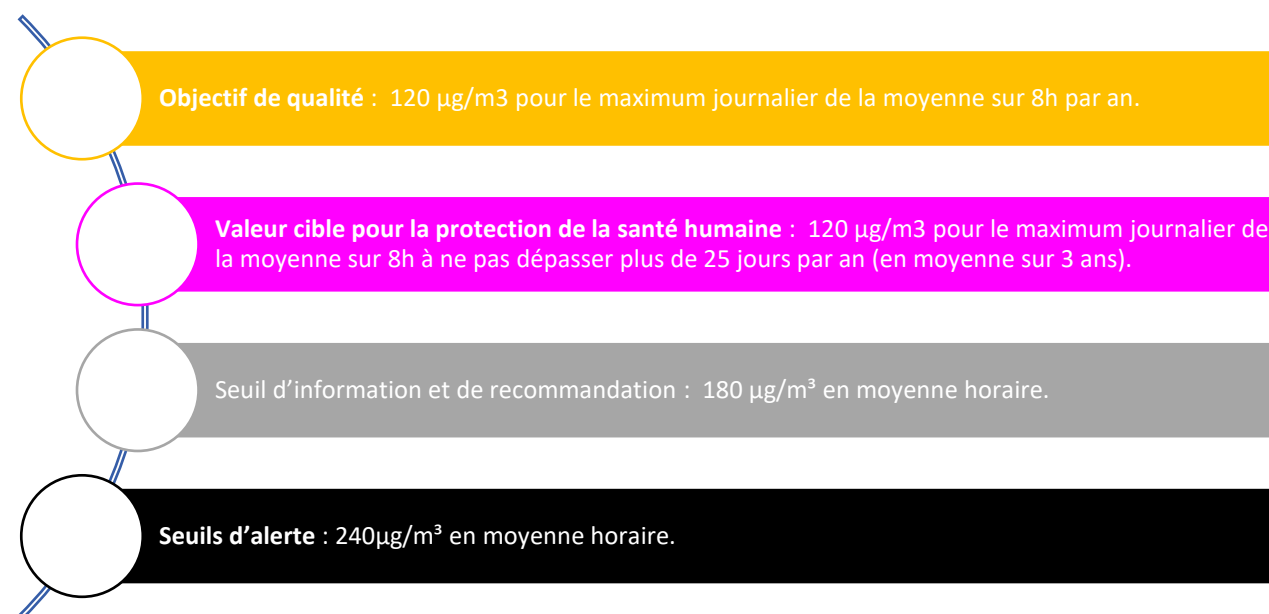 Objectif de qualité :  120 µg/m3 pour le maximum journalier de la moyenne sur 8h par an.
Valeur cible pour la protection de la santé humaine :  120 µg/m3 pour le maximum journalier de
la moyenne sur 8h à ne pas dépasser plus de 25 jours par an (en moyenne sur 3 ans).
Seuil d’information et de recommandation :  180 µg/m³ en moyenne horaire.
Seuils d’alerte : 240µg/m³ en moyenne horaire.